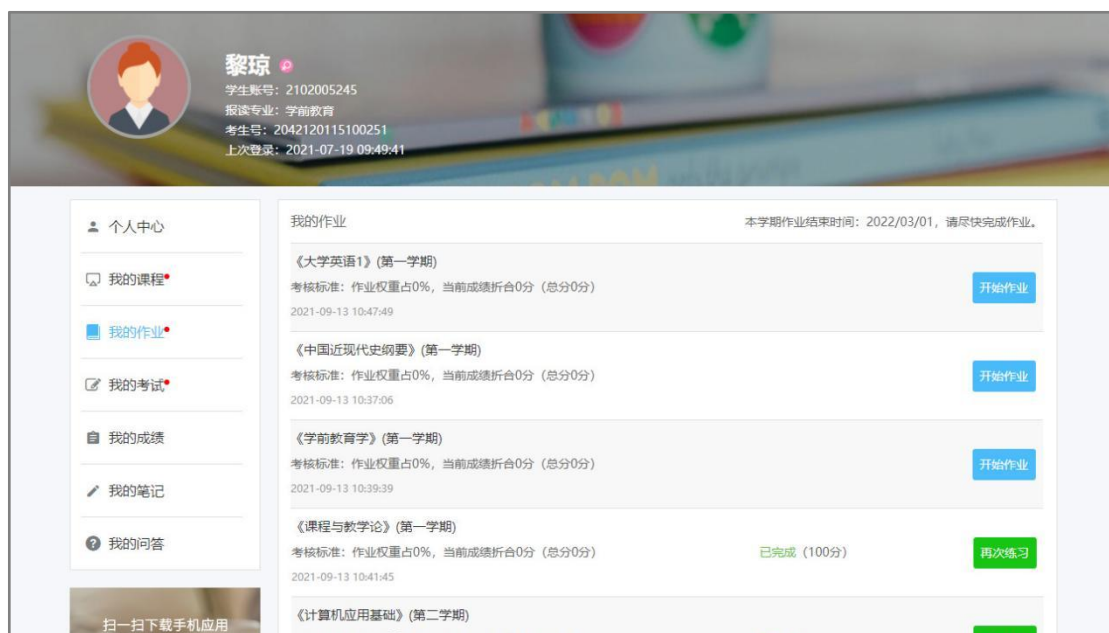 黎琼
学生账号：2102005245
报读专业：学前教育
考生号：2042120115100251
上次登录：2021-07-19 09:49:41
个人中心
我的课程
我的作业
我的考试
我的成绩
我的笔记
我的问答
扫一扫下载手机应用
我的作业 本学期作业结束时间：2022/03/01，请尽快完成作业。
《大学英语1》(第一学期)
考核标准：作业权重占0%，当前成绩折合0分（总分0分） 开始作业
2021-09-13 10:47:49
《中国近现代史纲要》(第一学期)
考核标准：作业权重占0%，当前成绩折合0分（总分0分） 开始作业
2021-09-13 10:37:06
《学前教育学》(第一学期)
考核标准：作业权重占0%，当前成绩折合0分（总分0分） 开始作业
2021-09-13 10:39:39
《课程与教学论》(第一学期)
考核标准：作业权重占0%，当前成绩折合0分（总分0分） 已完成（100分） 再次练习
2021-09-13 10:41:45
《计算机应用基础》(第二学期)